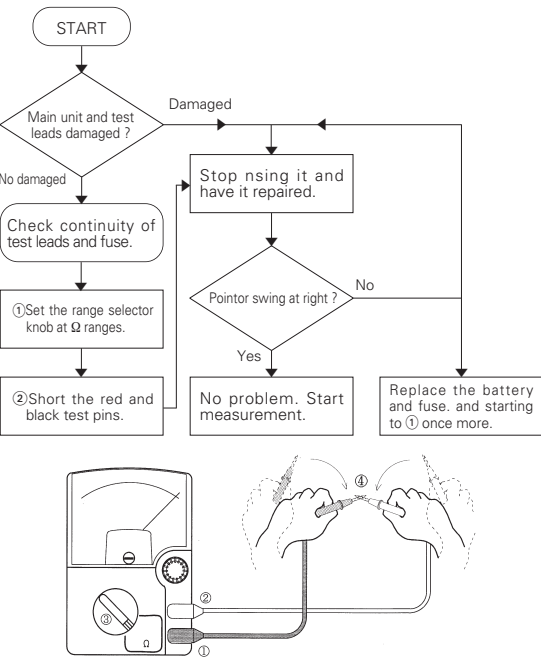 START
Main unit and test
leads damaged ?
Damaged
No damaged
Check continuity of
test leads and fuse.
①Set the range selector
knob at Ω ranges.
②Short the red and
black test pins.
Stop nsing it and
have it repaired.
Pointor swing at right ?
No
Yes
No problem. Start
measurement.
Replace the battery
and fuse. and starting
to ① once more.
④
②
③
Ω
①